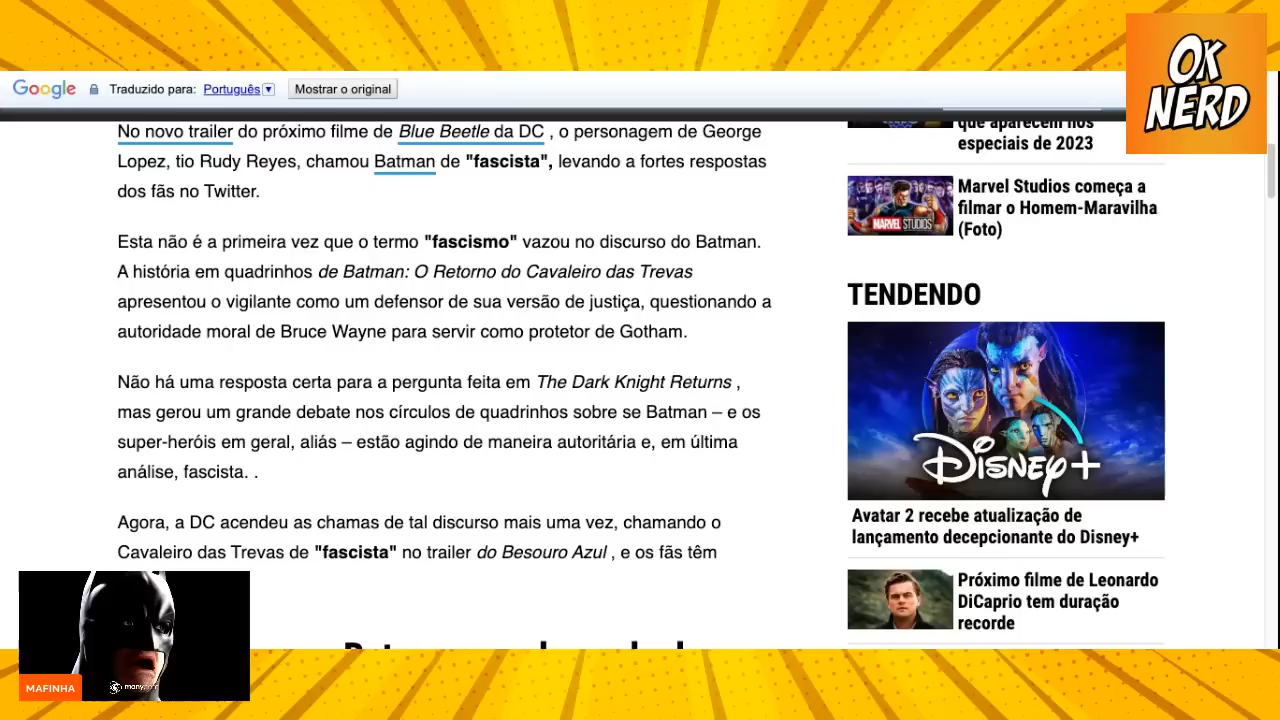 OK
NERD
Google
Traduzido para: Português
Mostrar o original
No novo trailer do próximo filme de Blue Beetle da DC , o personagem de George
Lopez, tio Rudy Reyes, chamou Batman de "fascista", levando a fortes respostas
dos fãs no Twitter.
Esta não é a primeira vez que o termo "fascismo" vazou no discurso do Batman.
A história em quadrinhos de Batman: O Retorno do Cavaleiro das Trevas
apresentou o vigilante como um defensor de sua versão de justiça, questionando a
autoridade moral de Bruce Wayne para servir como protetor de Gotham.
Não há uma resposta certa para a pergunta feita em The Dark Knight Returns ,
mas gerou um grande debate nos círculos de quadrinhos sobre se Batman – e os
super-heróis em geral, aliás – estão agindo de maneira autoritária e, em última
análise, fascista. .
Agora, a DC acendeu as chamas de tal discurso mais uma vez, chamando o
Cavaleiro das Trevas de "fascista" no trailer do Besouro Azul , e os fãs têm
que aparecem nos
especiais de 2023
MARVEL STUDIOS
Marvel Studios começa a
filmar o Homem-Maravilha
(Foto)
TENDENDO
Disney+
Avatar 2 recebe atualização de
lançamento decepcionante do Disney+
Próximo filme de Leonardo
DiCaprio tem duração
recorde
MAFINHA